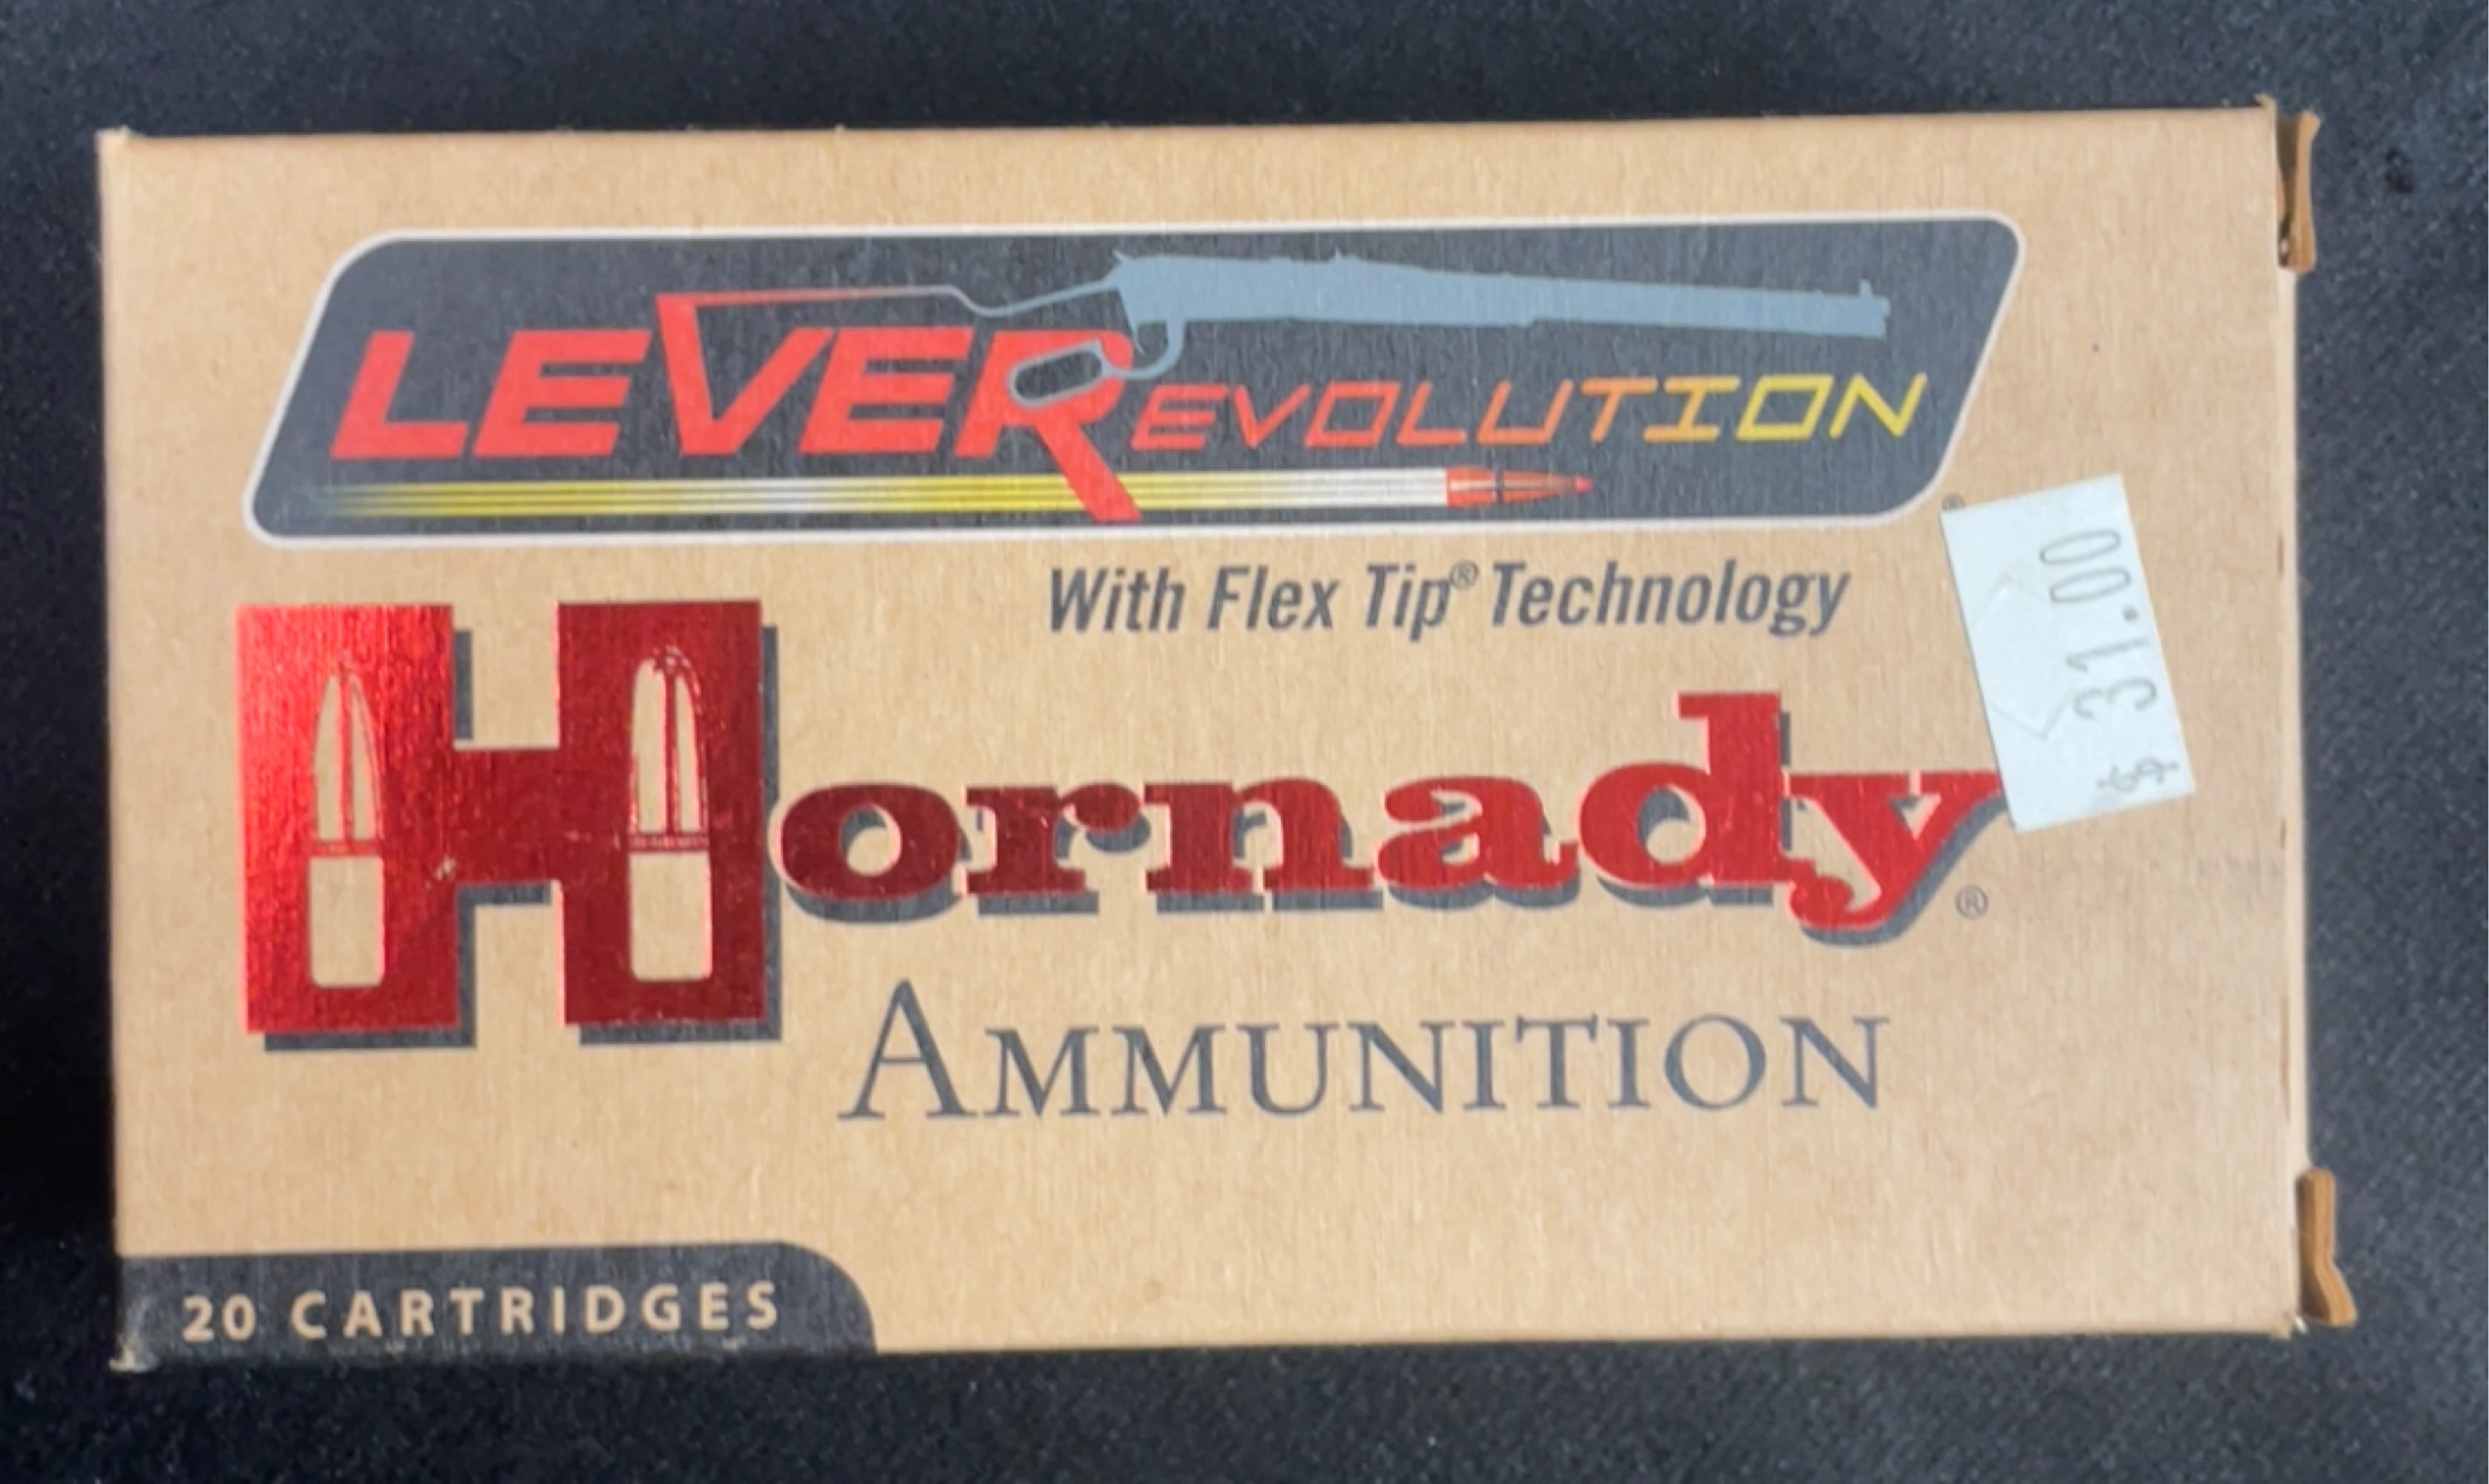 LEVEREVOLUTION®
With Flex Tip® Technology
$ 31.00
Hornady®
AMMUNITION
20 CARTRIDGES